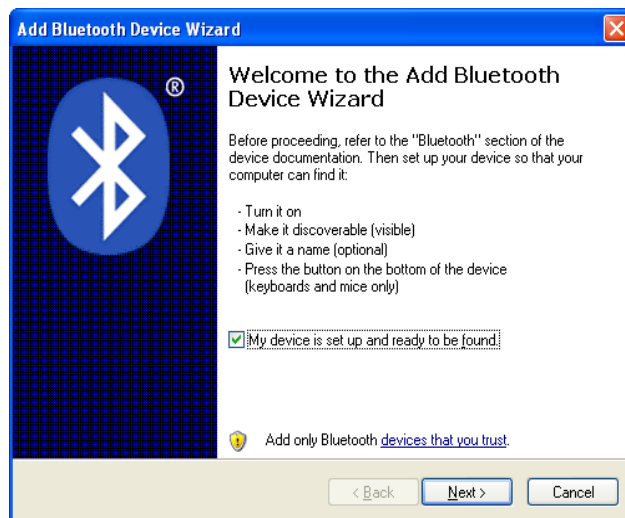 Add Bluetooth Device Wizard
®
Welcome to the Add Bluetooth
Device Wizard
Before proceeding, refer to the "Bluetooth" section of the
device documentation. Then set up your device so that your
computer can find it:
- Turn it on
- Make it discoverable (visible)
- Give it a name (optional)
- Press the button on the bottom of the device
(keyboards and mice only)
My device is set up and ready to be found.
Add only Bluetooth devices that you trust.
< Back
Next >
Cancel